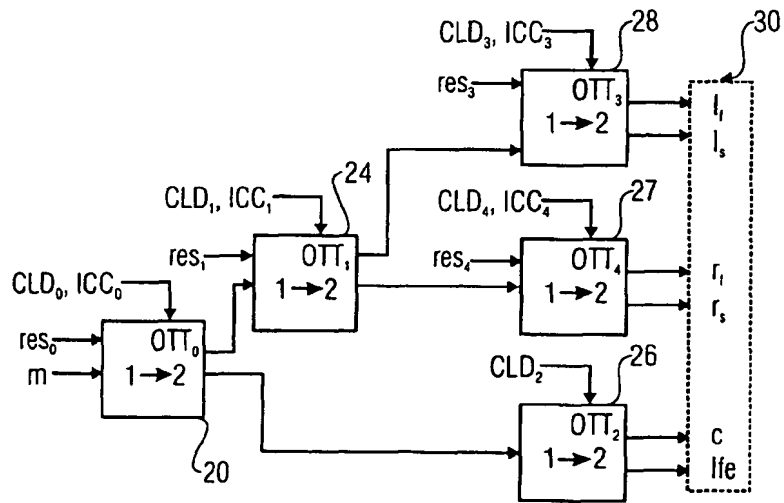 CLD₃, ICC₃
28
30
res₃
OTT₃
1→2
lf
ls
24
CLD₁, ICC₁
CLD₄, ICC₄
27
res₁
OTT₁
1→2
res₄
OTT₄
1→2
rf
rs
CLD₀, ICC₀
res₀
OTT₀
m
1→2
20
CLD₂
26
OTT₂
1→2
c
lfe